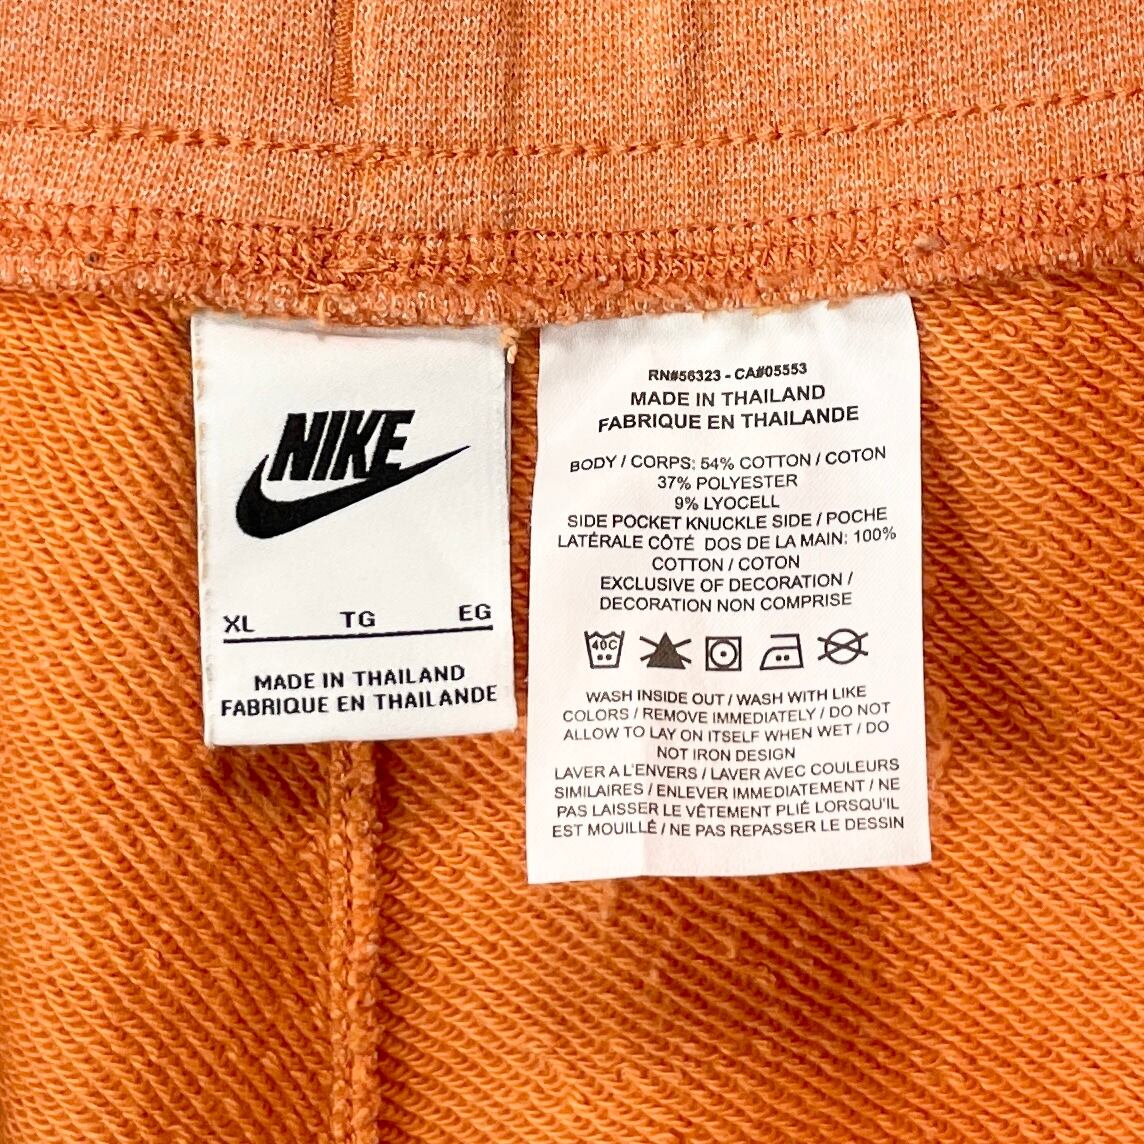 NIKE
XL TG EG
MADE IN THAILAND
FABRIQUE EN THAILANDE
RN#56323 - CA#05553
MADE IN THAILAND
FABRIQUE EN THAILANDE
BODY / CORPS: 54% COTTON / COTON
37% POLYESTER
9% LYOCELL
SIDE POCKET KNUCKLE SIDE / POCHE
LATÉRALE CÔTÉ DOS DE LA MAIN: 100%
COTTON / COTON
EXCLUSIVE OF DECORATION /
DECORATION NON COMPRISE
40C
WASH INSIDE OUT / WASH WITH LIKE
COLORS / REMOVE IMMEDIATELY / DO NOT
ALLOW TO LAY ON ITSELF WHEN WET / DO
NOT IRON DESIGN
LAVER A L'ENVERS / LAVER AVEC COULEURS
SIMILAIRES / ENLEVER IMMEDIATEMENT / NE
PAS LAISSER LE VÊTEMENT PLIÉ LORSQU'IL
EST MOUILLÉ / NE PAS REPASSER LE DESSIN